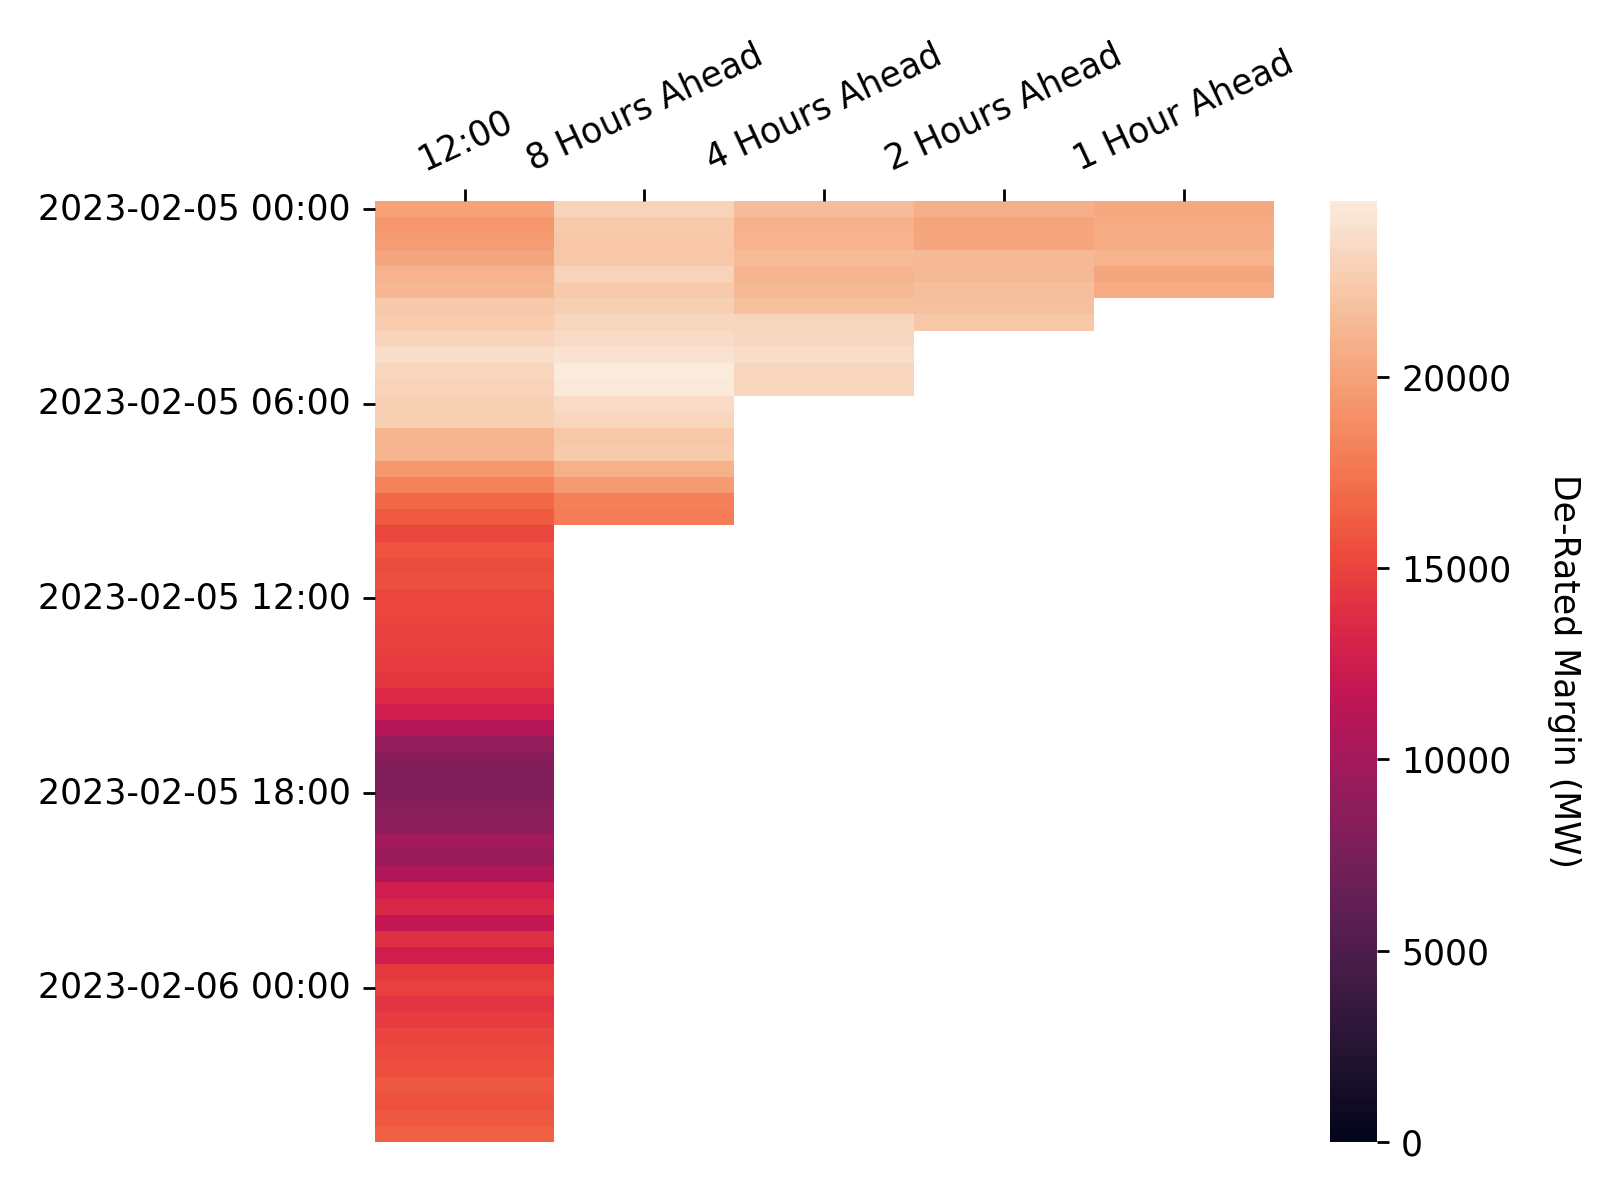 12:00
8 Hours Ahead
4 Hours Ahead
2 Hours Ahead
1 Hour Ahead
2023-02-05 00:00
2023-02-05 06:00
2023-02-05 12:00
2023-02-05 18:00
2023-02-06 00:00
20000
15000
10000
5000
0
De-Rated Margin (MW)